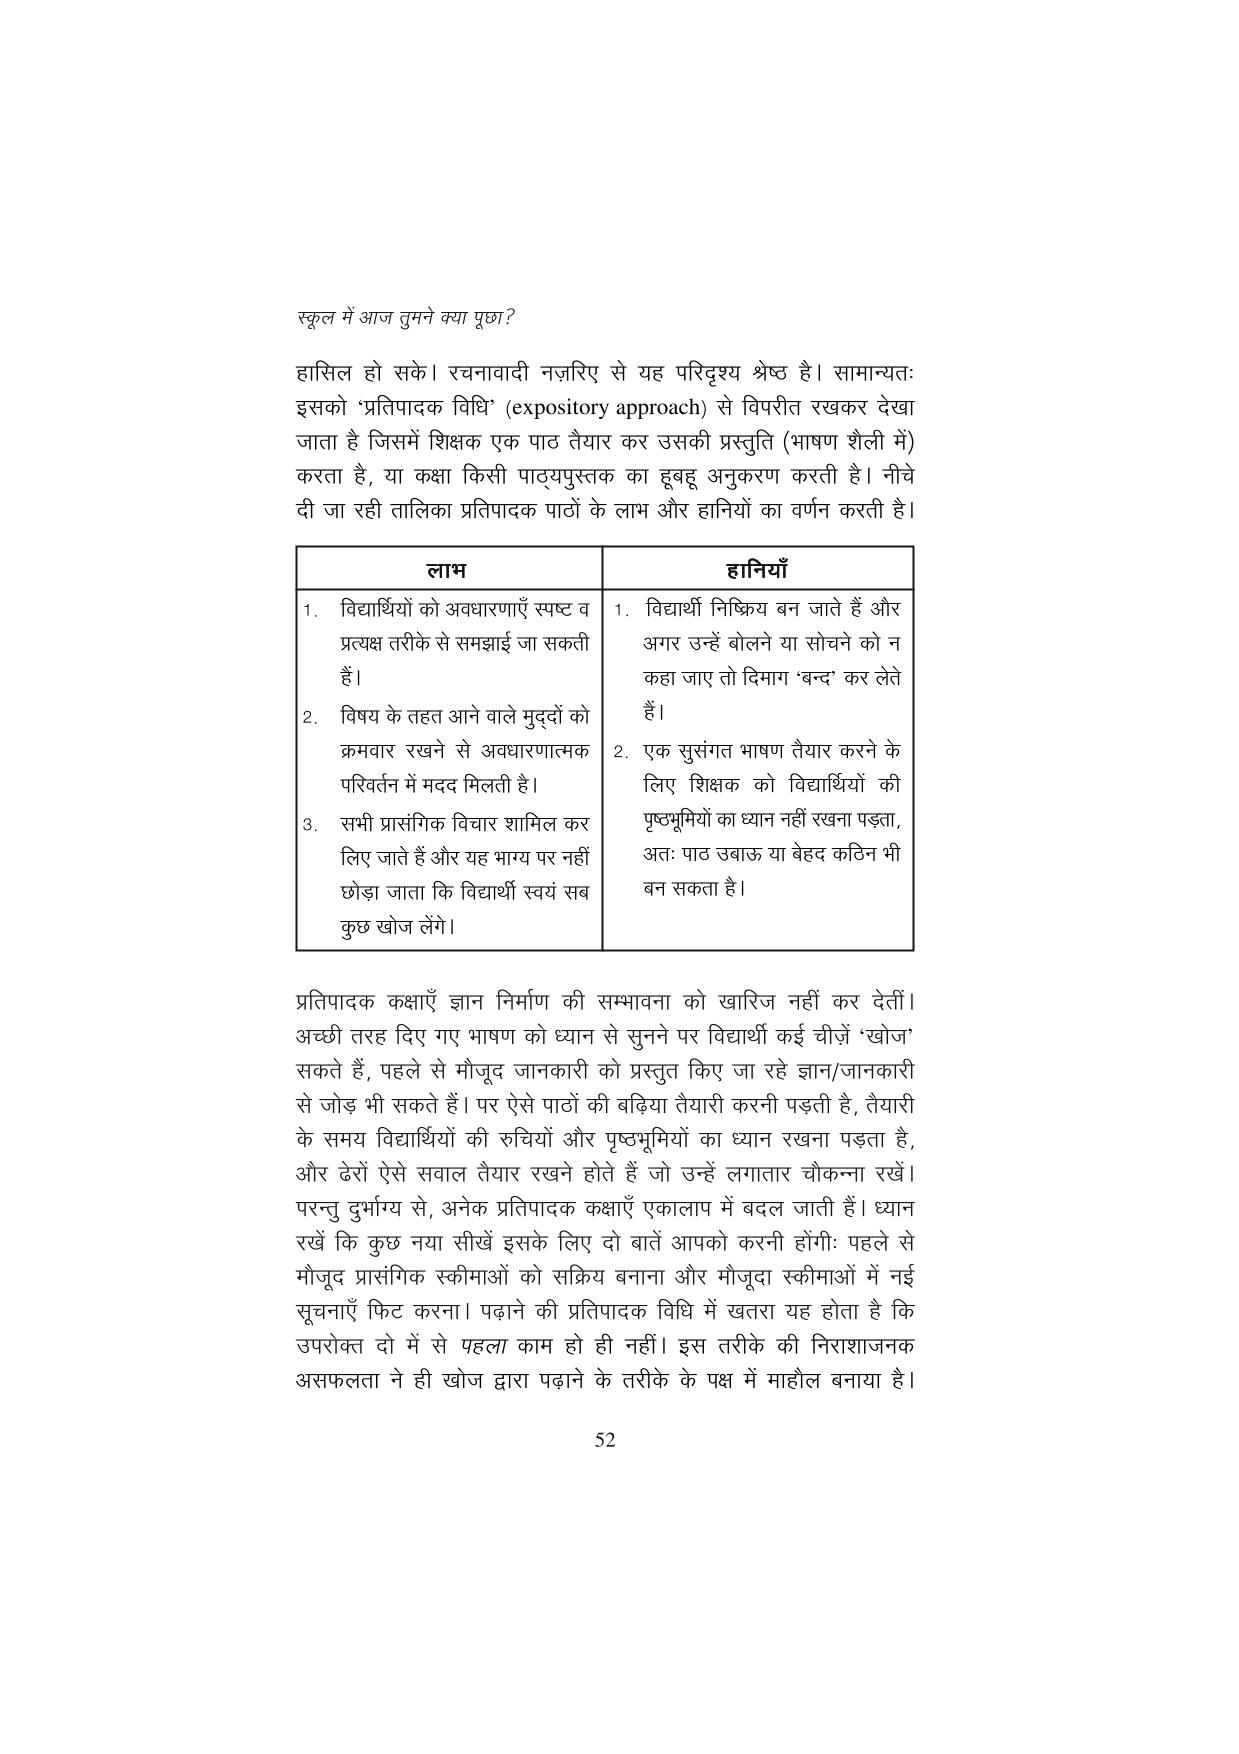 स्कूल में आज तुमने क्या पूछा?
हासिल हो सके। रचनावादी नज़रिए से यह परिदृश्य श्रेष्ठ है। सामान्यतः
इसको ‘प्रतिपादक विधि’ (expository approach) से विपरीत रखकर देखा
जाता है जिसमें शिक्षक एक पाठ तैयार कर उसकी प्रस्तुति (भाषण शैली में)
करता है, या कक्षा किसी पाठ्यपुस्तक का हूबहू अनुकरण करती है। नीचे
दी जा रही तालिका प्रतिपादक पाठों के लाभ और हानियों का वर्णन करती है।
लाभ
1. विद्यार्थियों को अवधारणाएँ स्पष्ट व
प्रत्यक्ष तरीके से समझाई जा सकती
हैं।
2. विषय के तहत आने वाले मुद्दों को
क्रमवार रखने से अवधारणात्मक
परिवर्तन में मदद मिलती है।
3. सभी प्रासंगिक विचार शामिल कर
लिए जाते हैं और यह भाग्य पर नहीं
छोड़ा जाता कि विद्यार्थी स्वयं सब
कुछ खोज लेंगे।
हानियाँ
1. विद्यार्थी निष्क्रिय बन जाते हैं और
अगर उन्हें बोलने या सोचने को न
कहा जाए तो दिमाग ‘बन्द’ कर लेते
हैं।
2. एक सुसंगत भाषण तैयार करने के
लिए शिक्षक को विद्यार्थियों की
पृष्ठभूमियों का ध्यान नहीं रखना पड़ता,
अतः पाठ उबाऊ या बेहद कठिन भी
बन सकता है।
प्रतिपादक कक्षाएँ ज्ञान निर्माण की सम्भावना को खारिज नहीं कर देतीं।
अच्छी तरह दिए गए भाषण को ध्यान से सुनने पर विद्यार्थी कई चीज़ें ‘खोज’
सकते हैं, पहले से मौजूद जानकारी को प्रस्तुत किए जा रहे ज्ञान/जानकारी
से जोड़ भी सकते हैं। पर ऐसे पाठों की बढ़िया तैयारी करनी पड़ती है, तैयारी
के समय विद्यार्थियों की रुचियों और पृष्ठभूमियों का ध्यान रखना पड़ता है,
और ढेरों ऐसे सवाल तैयार रखने होते हैं जो उन्हें लगातार चौकन्ना रखें।
परन्तु दुर्भाग्य से, अनेक प्रतिपादक कक्षाएँ एकालाप में बदल जाती हैं। ध्यान
रखें कि कुछ नया सीखें इसके लिए दो बातें आपको करनी होंगीः पहले से
मौजूद प्रासंगिक स्कीमाओं को सक्रिय बनाना और मौजूदा स्कीमाओं में नई
सूचनाएँ फिट करना। पढ़ाने की प्रतिपादक विधि में खतरा यह होता है कि
उपरोक्त दो में से पहला काम हो ही नहीं। इस तरीके की निराशाजनक
असफलता ने ही खोज द्वारा पढ़ाने के तरीके के पक्ष में माहौल बनाया है।
52